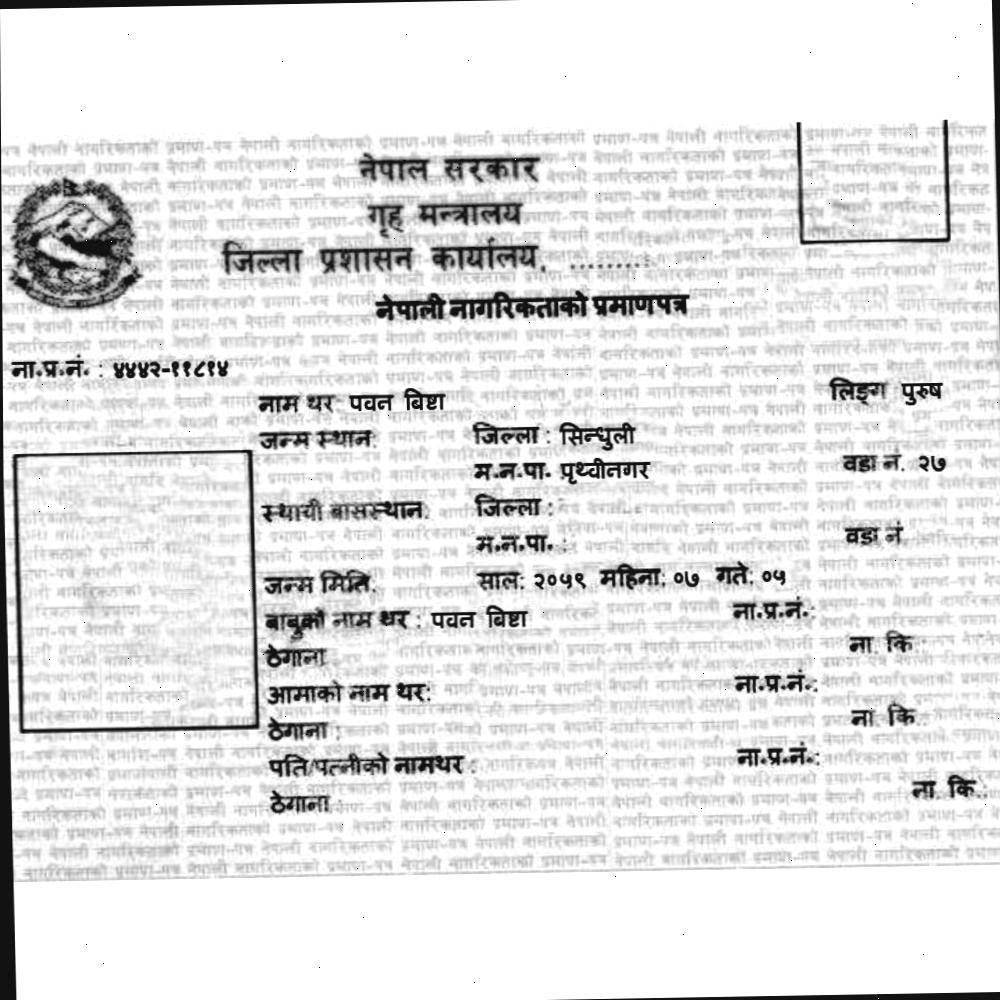 नेपाल सरकार
गृह मन्त्रालय
जिल्ला प्रशासन कार्यालय, .........
नेपाली नागरिकताको प्रमाणपत्र
ना.प्र.नं. : ४४४२-११८१४
लिङ्ग पुरुष
नाम थर पवन बिष्टा
जन्म स्थान: जिल्ला : सिन्धुली
म.न.पा. पृथ्वीनगर वडा नं. २७
स्थायी बासस्थान: जिल्ला :
म.न.पा. : वडा नं
जन्म मिति: साल: २०५९ महिना: ०७ गते: ०५
बाबुको नाम थर : पवन बिष्टा ना.प्र.नं.:
ठेगाना ना. कि.:
आमाको नाम थर: ना.प्र.नं.:
ठेगाना : ना. कि.:
पति/पत्नीको नामथर : ना.प्र.नं.:
ठेगाना : ना. कि.: